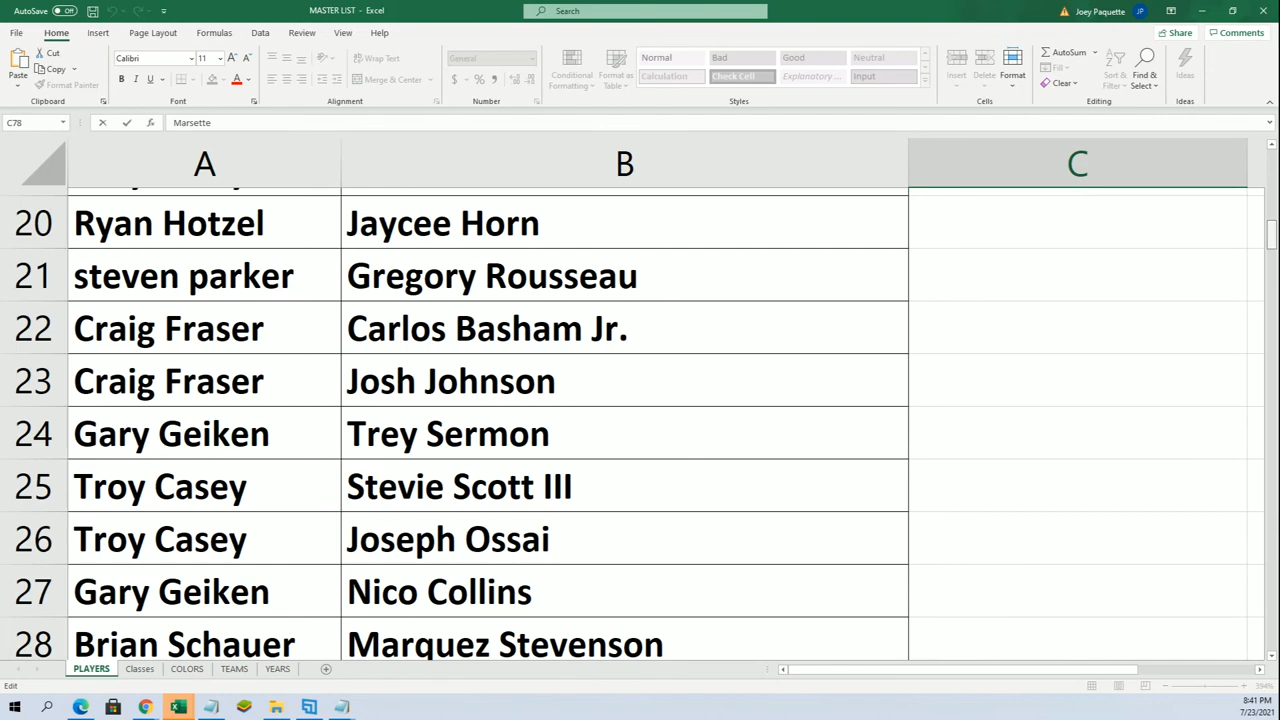 AutoSave Off MASTER LIST - Excel Search Joey Paquette JP
File Home Insert Page Layout Formulas Data Review View Help Share Comments
Paste Cut Copy Format Painter Clipboard
Calibri 11 A A B I U A Font
Wrap Text Merge & Center Alignment
General $ % Number
Conditional Formatting Format as Table
Normal Bad Good Neutral
Calculation Check Cell Explanatory ... Input
Styles
Insert Delete Format Cells
AutoSum Fill Clear Sort & Filter Find & Select Editing
Ideas Ideas
C78 fx Marsette
A B C
20 Ryan Hotzel Jaycee Horn
21 steven parker Gregory Rousseau
22 Craig Fraser Carlos Basham Jr.
23 Craig Fraser Josh Johnson
24 Gary Geiken Trey Sermon
25 Troy Casey Stevie Scott III
26 Troy Casey Joseph Ossai
27 Gary Geiken Nico Collins
28 Brian Schauer Marquez Stevenson
PLAYERS Classes COLORS TEAMS YEARS
Edit 394%
8:41 PM
7/23/2021